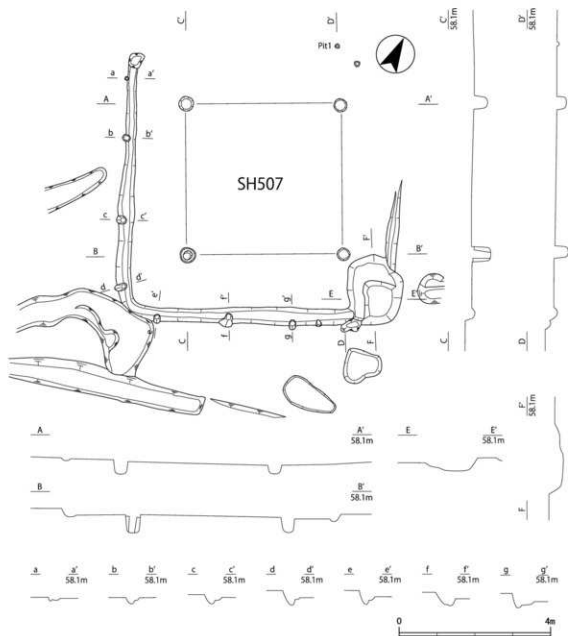 C
D'
Pit1
a
a'
A
A'
b
b'
SH507
c
c'
F'
B
B'
d
d'
e'
f'
g'
E
E'
e
f
g
C
D
F
C'
58.1m
C
D'
58.1m
D
A
A'
58.1m
E
E'
58.1m
F'
58.1m
F
B
B'
58.1m
a
a'
58.1m
b
b'
58.1m
c
c'
58.1m
d
d'
58.1m
e
e'
58.1m
f
f'
58.1m
g
g'
58.1m
0
4m